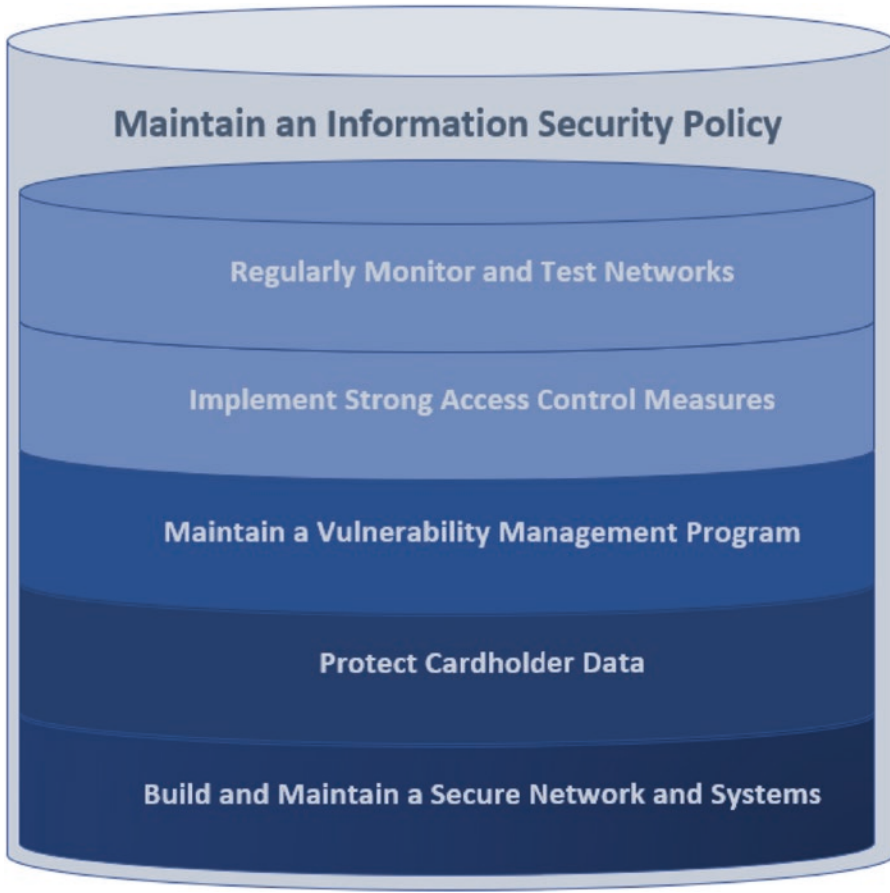 Maintain an Information Security Policy
Regularly Monitor and Test Networks
Implement Strong Access Control Measures
Maintain a Vulnerability Management Program
Protect Cardholder Data
Build and Maintain a Secure Network and Systems